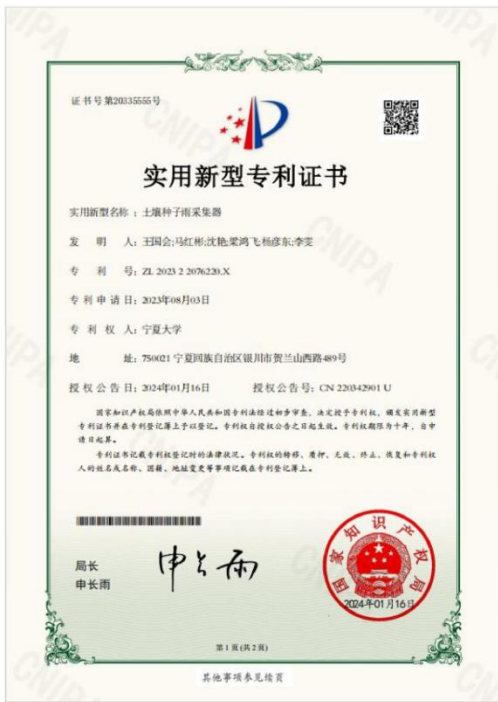 证书号第20335555号
实用新型专利证书
实用新型名称：土壤种子雨采集器
发 明 人：王国会;马红彬;沈艳;梁鸿飞;杨彦东;李雯
专 利 号：ZL 2023 2 2076220.X
专利申请日：2023年08月03日
专 利 权 人：宁夏大学
地 址：750021 宁夏回族自治区银川市贺兰山西路489号
授权公告日：2024年01月16日 授权公告号：CN 220342901 U
国家知识产权局依照中华人民共和国专利法经过初步审查，决定授予专利权，颁发实用新型
专利证书并在专利登记簿上予以登记。专利权自授权公告之日起生效。专利权期限为十年，自申
请日起算。
专利证书记载专利权登记时的法律状况。专利权的转移、质押、无效、终止、恢复和专利权
人的姓名或名称、国籍、地址变更等事项记载在专利登记簿上。
局长
申长雨
申长雨
国家知识产权局
2024年01月16日
第 1 页 (共 2 页)
其他事项参见续页
CNIPA
CNIPA
CNIPA
CNIPA